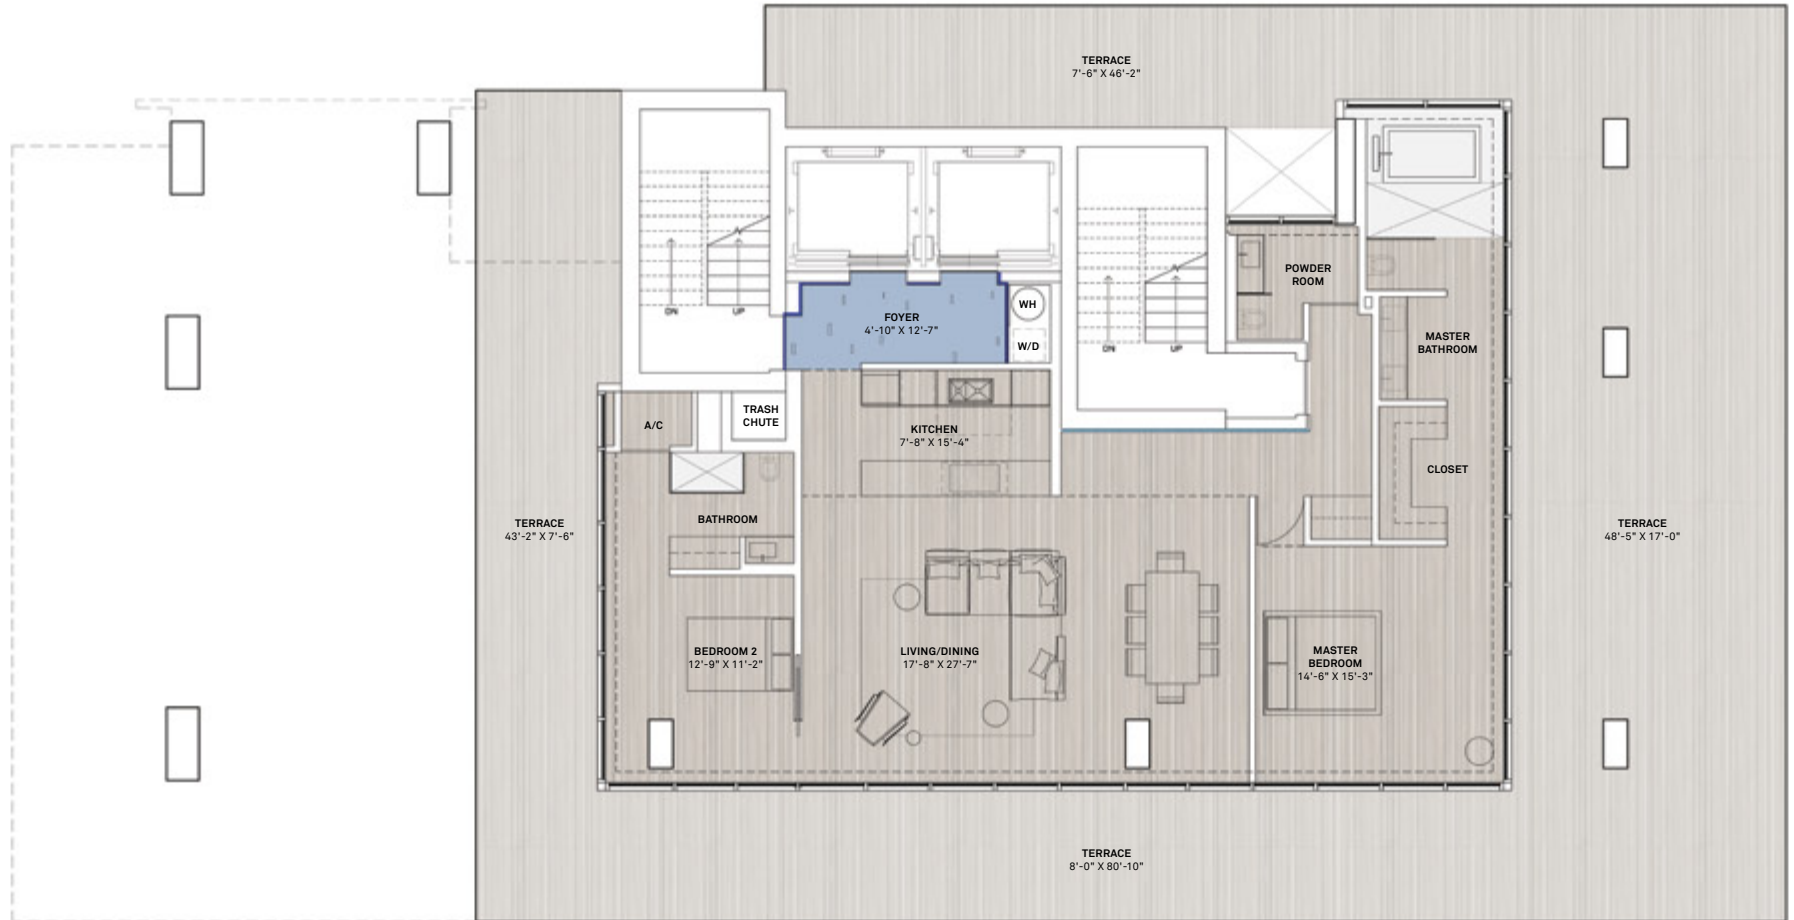 TERRACE
7'-6" X 46'-2"
POWDER
ROOM
FOYER
4'-10" X 12'-7"
WH
W/D
DN
UP
DN
UP
MASTER
BATHROOM
A/C
TRASH
CHUTE
KITCHEN
7'-8" X 15'-4"
CLOSET
BATHROOM
TERRACE
43'-2" X 7'-6"
TERRACE
48'-5" X 17'-0"
BEDROOM 2
12'-9" X 11'-2"
LIVING/DINING
17'-8" X 27'-7"
MASTER
BEDROOM
14'-6" X 15'-3"
TERRACE
8'-0" X 80'-10"